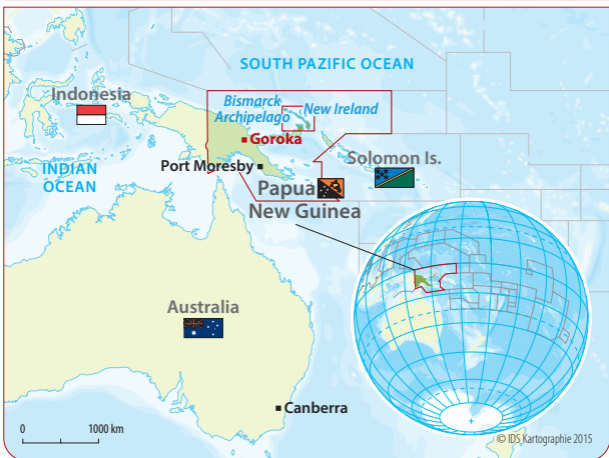 SOUTH PACIFIC OCEAN
Indonesia
Bismarck
Archipelago
New Ireland
Goroka
INDIAN
OCEAN
Port Moresby
Solomon Is.
Papua
New Guinea
Australia
Canberra
0 1000 km
© IDS Kartographie 2015